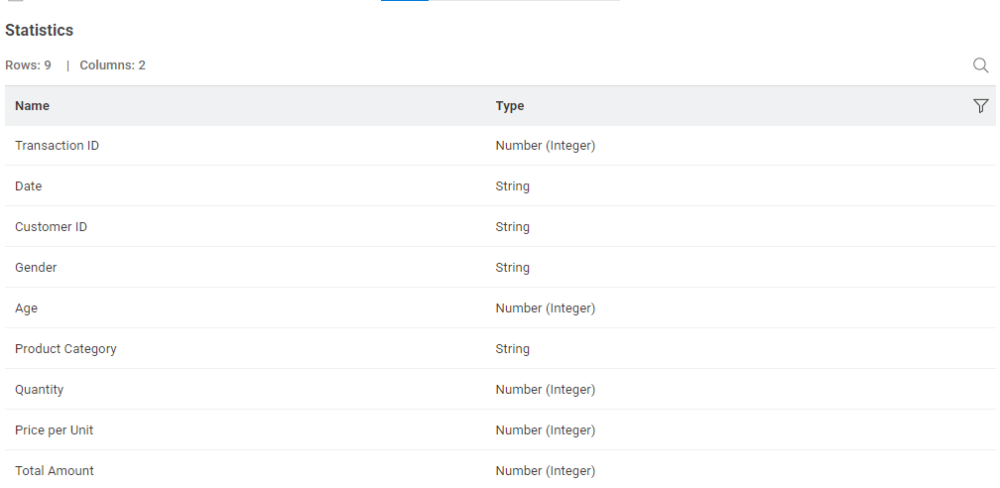 Statistics
Rows: 9 | Columns: 2
Name Type
Transaction ID Number (Integer)
Date String
Customer ID String
Gender String
Age Number (Integer)
Product Category String
Quantity Number (Integer)
Price per Unit Number (Integer)
Total Amount Number (Integer)